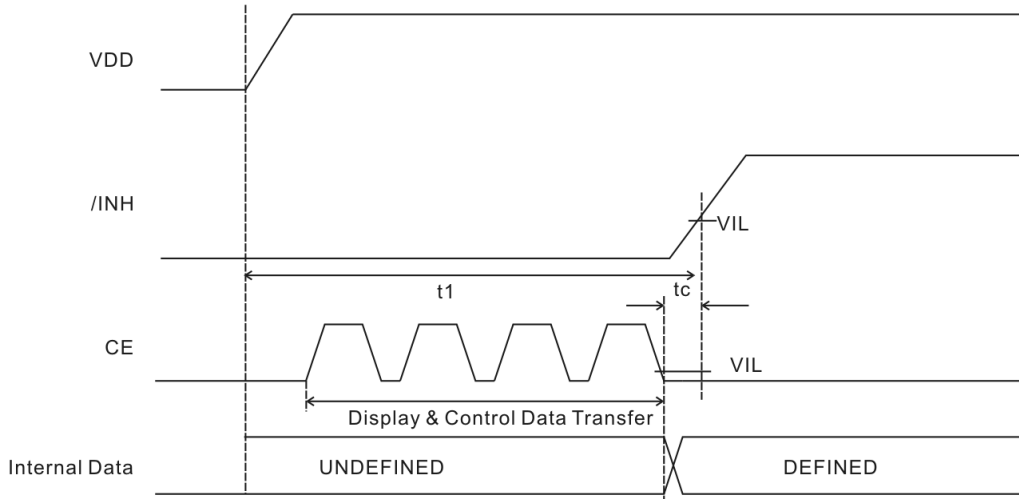 VDD
/INH
VIL
t1
tc
CE
VIL
Display & Control Data Transfer
Internal Data UNDEFINED DEFINED